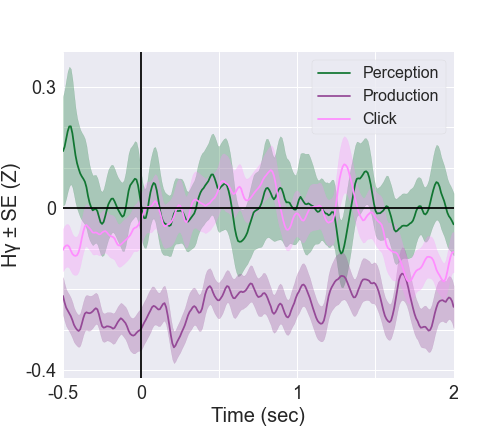 Perception
Production
Click
0.3
0
-0.4
Hγ ± SE (Z)
-0.5
0
1
2
Time (sec)